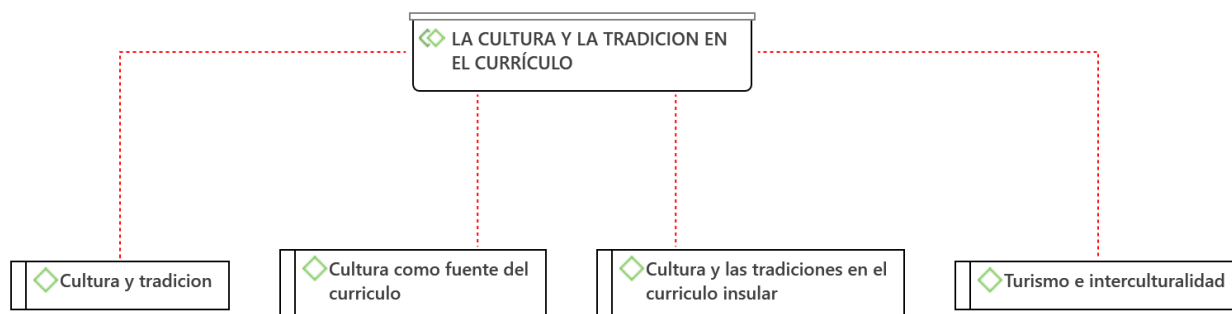 LA CULTURA Y LA TRADICION EN
EL CURRÍCULO
Cultura y tradicion
Cultura como fuente del
curriculo
Cultura y las tradiciones en el
curriculo insular
Turismo e interculturalidad